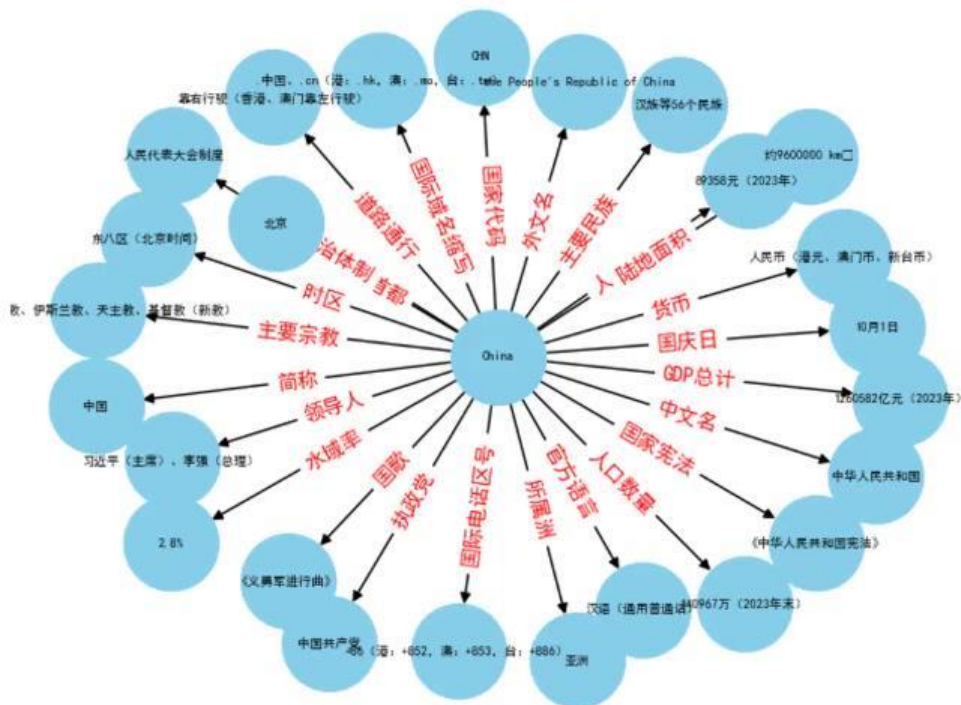 CHN
中国、.cn（港：.hk, 澳：.mo, 台：.tw）
the People's Republic of China
靠右行驶（香港、澳门靠左行驶）
汉族等56个民族
人民代表大会制度
约9600000 km□
89358元（2023年）
北京
国际域名缩写
国家代码
外文名
道路通行
主要民族
东八区（北京时间）
治体制
首都
人
陆地面积
人民币（港元、澳门币、新台币）
时区
货币
教、伊斯兰教、天主教、基督教（新教）
主要宗教
国庆日
10月1日
China
简称
GDP总计
中国
1260582亿元（2023年）
领导人
中文名
习近平（主席）、李强（总理）
水域率
国家宪法
中华人民共和国
国歌
执政党
国际电话区号
所属洲
官方语言
人口数量
2.8%
《中华人民共和国宪法》
《义勇军进行曲》
汉语（通用普通话）
140967万（2023年末）
中国共产党
+86（港：+852, 澳：+853, 台：+886）
亚洲